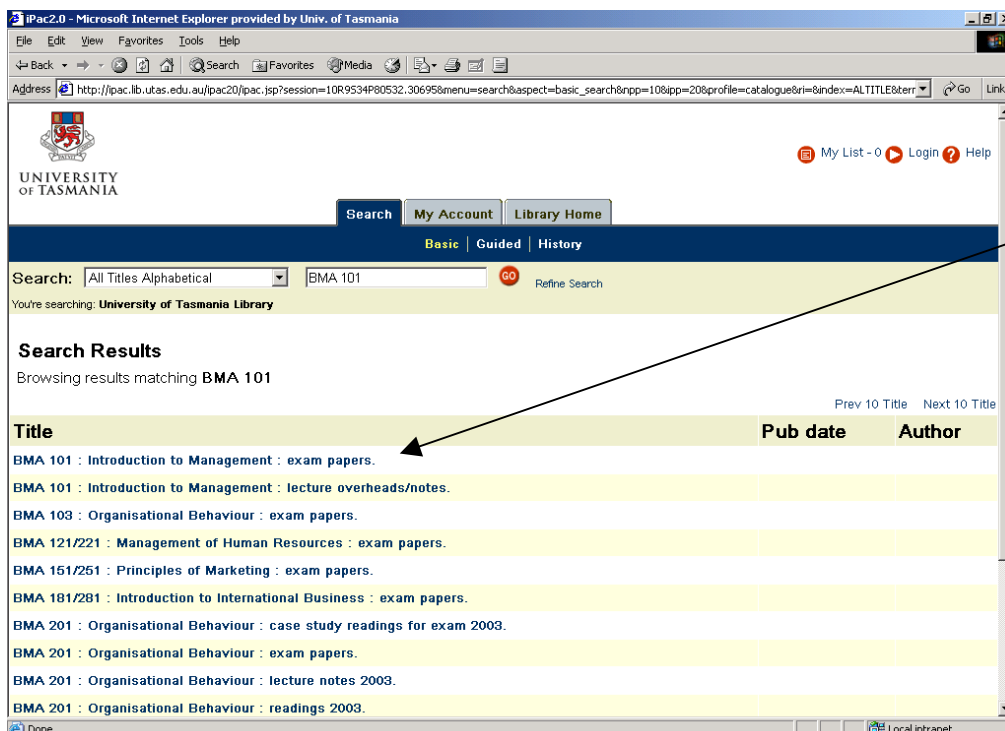 iPac2.0 - Microsoft Internet Explorer provided by Univ. of Tasmania
File Edit View Favorites Tools Help
Back Search Favorites Media
Address http://ipac.lib.utas.edu.au/ipac20/ipac.jsp?session=10R9S34P80532.30695&menu=search&aspect=basic_search&npp=10&ipp=20&profile=catalogue&ri=&index=ALTITLE&terr Go Link
My List - 0 Login Help
UNIVERSITY
OF TASMANIA
Search My Account Library Home
Basic | Guided | History
Search: All Titles Alphabetical BMA 101 GO Refine Search
You're searching: University of Tasmania Library
Search Results
Browsing results matching BMA 101
Prev 10 Title Next 10 Title
Title Pub date Author
BMA 101 : Introduction to Management : exam papers.
BMA 101 : Introduction to Management : lecture overheads/notes.
BMA 103 : Organisational Behaviour : exam papers.
BMA 121/221 : Management of Human Resources : exam papers.
BMA 151/251 : Principles of Marketing : exam papers.
BMA 181/281 : Introduction to International Business : exam papers.
BMA 201 : Organisational Behaviour : case study readings for exam 2003.
BMA 201 : Organisational Behaviour : exam papers.
BMA 201 : Organisational Behaviour : lecture notes 2003.
BMA 201 : Organisational Behaviour : readings 2003.
Done Local intranet